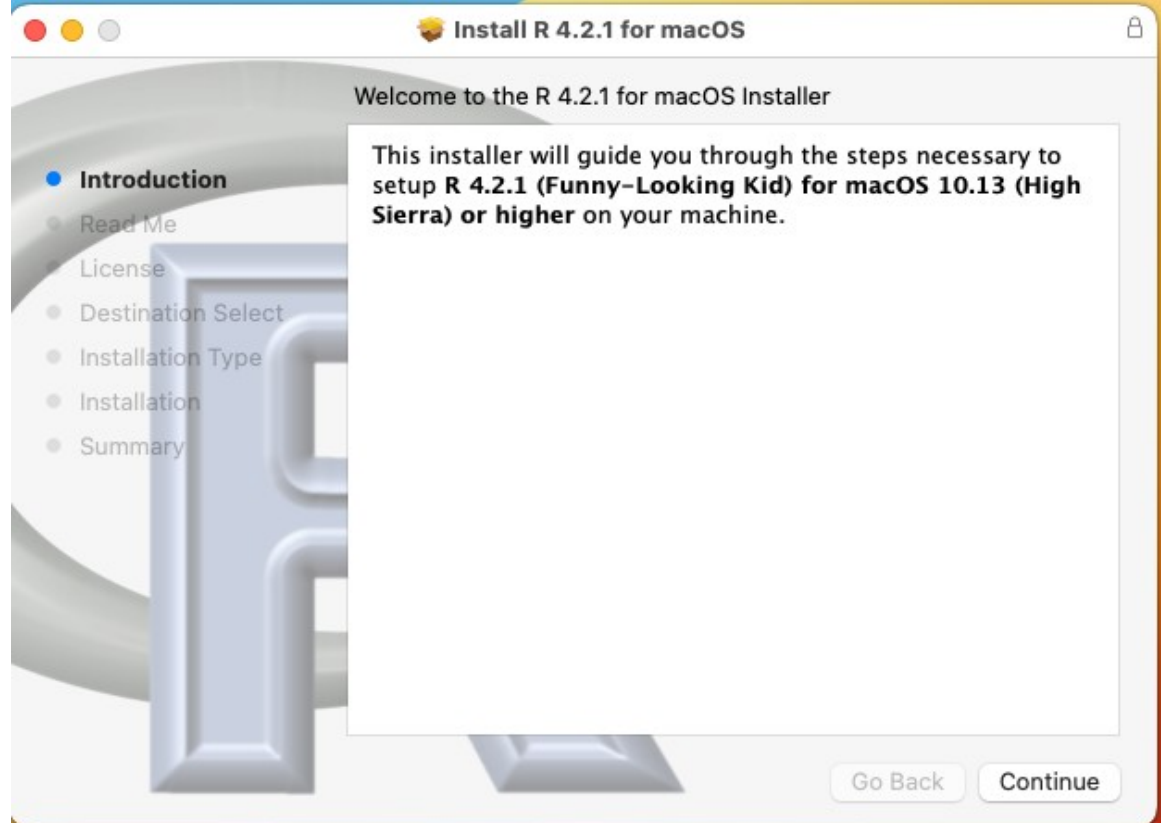 Install R 4.2.1 for macOS
Welcome to the R 4.2.1 for macOS Installer
Introduction
Read Me
License
Destination Select
Installation Type
Installation
Summary
This installer will guide you through the steps necessary to
setup R 4.2.1 (Funny-Looking Kid) for macOS 10.13 (High
Sierra) or higher on your machine.
R
Go Back
Continue